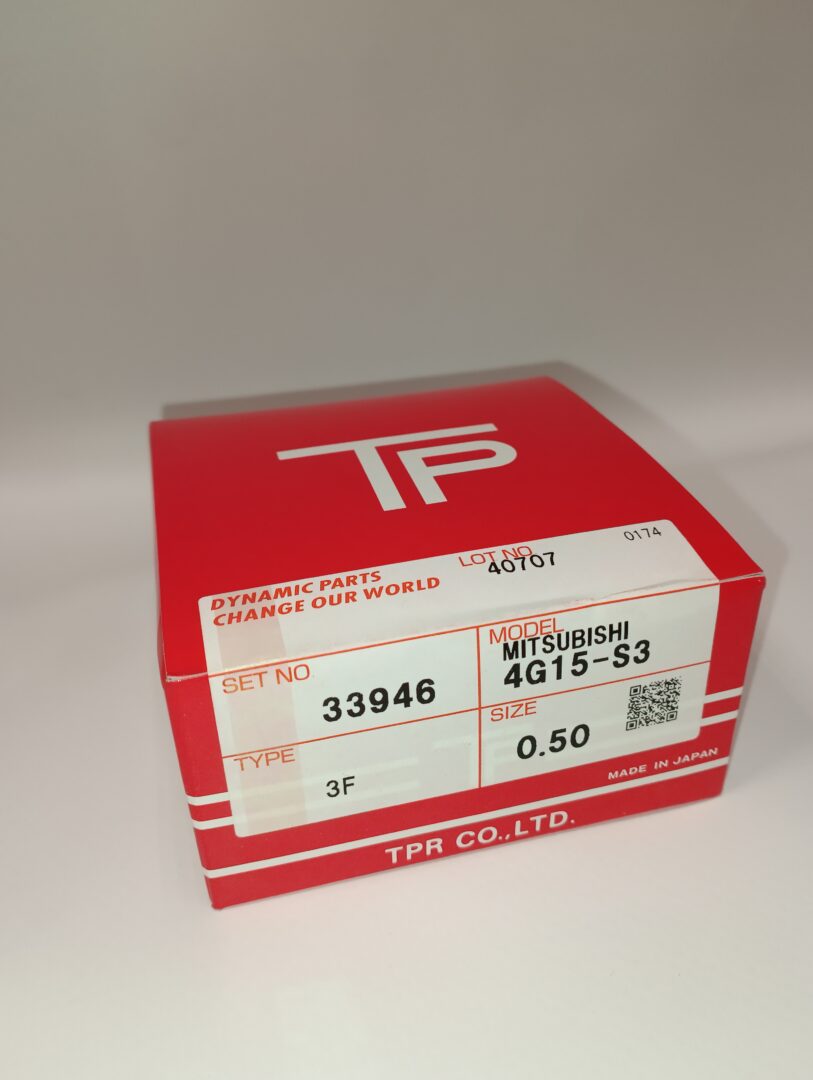 TP
DYNAMIC PARTS
CHANGE OUR WORLD
LOT NO
40707
0174
SET NO
33946
MODEL
MITSUBISHI
4G15-S3
TYPE
3F
SIZE
0.50
MADE IN JAPAN
TPR CO.,LTD.